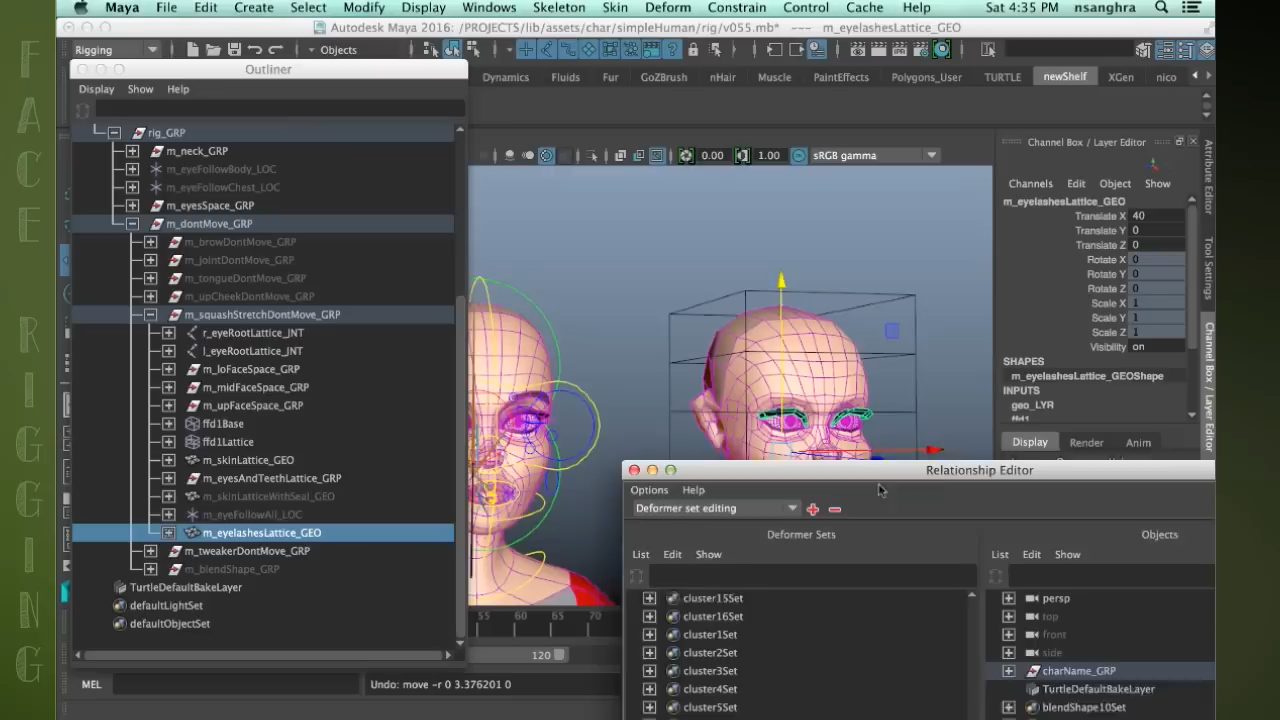 FACE RIGGING
Maya File Edit Create Select Modify Display Windows Skeleton Skin Deform Constrain Control Cache Help Sat 4:35 PM nsanghra
Autodesk Maya 2016: /PROJECTS/lib/assets/char/simpleHuman/rig/v055.mb* --- m_eyelashesLattice_GEO
Rigging Objects
Outliner
Dynamics Fluids Fur GoZBrush nHair Muscle PaintEffects Polygons_User TURTLE newShelf XGen nico
Display Show Help
rig_GRP
m_neck_GRP
m_eyeFollowBody_LOC
m_eyeFollowChest_LOC
m_eyesSpace_GRP
m_dontMove_GRP
m_browDontMove_GRP
m_jointDontMove_GRP
m_tongueDontMove_GRP
m_upCheekDontMove_GRP
m_squashStretchDontMove_GRP
r_eyeRootLattice_JNT
l_eyeRootLattice_JNT
m_loFaceSpace_GRP
m_midFaceSpace_GRP
m_upFaceSpace_GRP
ffd1Base
ffd1Lattice
m_skinLattice_GEO
m_eyesAndTeethLattice_GRP
m_skinLatticeWithSeal_GEO
m_eyeFollowAll_LOC
m_eyelashesLattice_GEO
m_tweakerDontMove_GRP
m_blendShape_GRP
TurtleDefaultBakeLayer
defaultLightSet
defaultObjectSet
0.00 1.00 sRGB gamma
Channel Box / Layer Editor
Channels Edit Object Show
m_eyelashesLattice_GEO
Translate X 40
Translate Y 0
Translate Z 0
Rotate X 0
Rotate Y 0
Rotate Z 0
Scale X 1
Scale Y 1
Scale Z 1
Visibility on
SHAPES
m_eyelashesLattice_GEOShape
INPUTS
geo_LYR
ffd1
Display Render Anim
Attribute Editor
Tool Settings
Channel Box / Layer Editor
Relationship Editor
Options Help
Deformer set editing
Deformer Sets Objects
List Edit Show List Edit Show
cluster15Set
cluster16Set
cluster1Set
cluster2Set
cluster3Set
cluster4Set
cluster5Set
persp
top
front
side
charName_GRP
TurtleDefaultBakeLayer
blendShape10Set
55 60 65 70
120
MEL Undo: move -r 0 3.376201 0